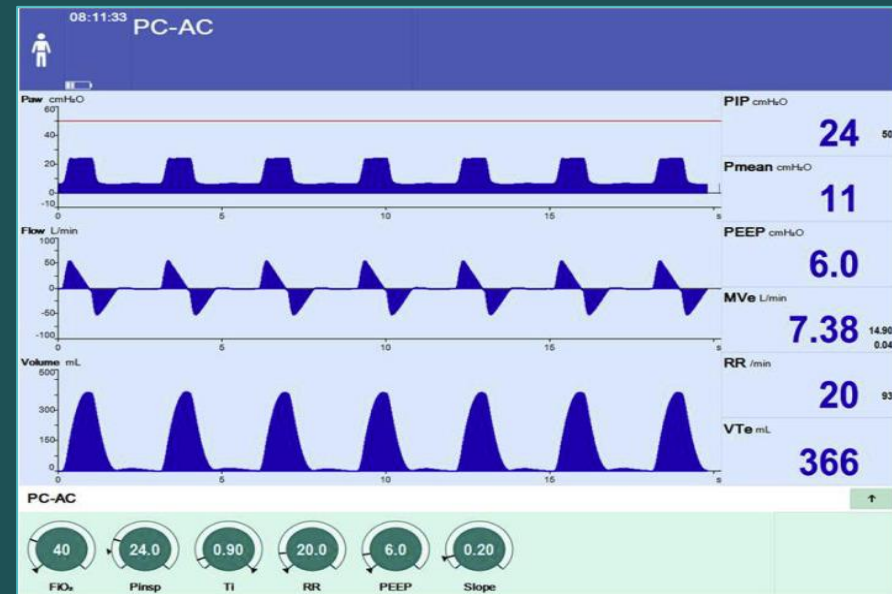 08:11:33
PC-AC
Paw cmH₂O
60
40
20
0
-10
0 5 10 15 s
Flow L/min
100
50
0
-50
-100
0 5 10 15 s
Volume mL
600
300
150
0
0 5 10 15 s
PIP cmH₂O
24 50
Pmean cmH₂O
11
PEEP cmH₂O
6.0
MVe L/min
7.38 14.90
0.04
RR /min
20 93
VTe mL
366
PC-AC
40 24.0 0.90 20.0 6.0 0.20
FiO₂ Pinsp Ti RR PEEP Slope